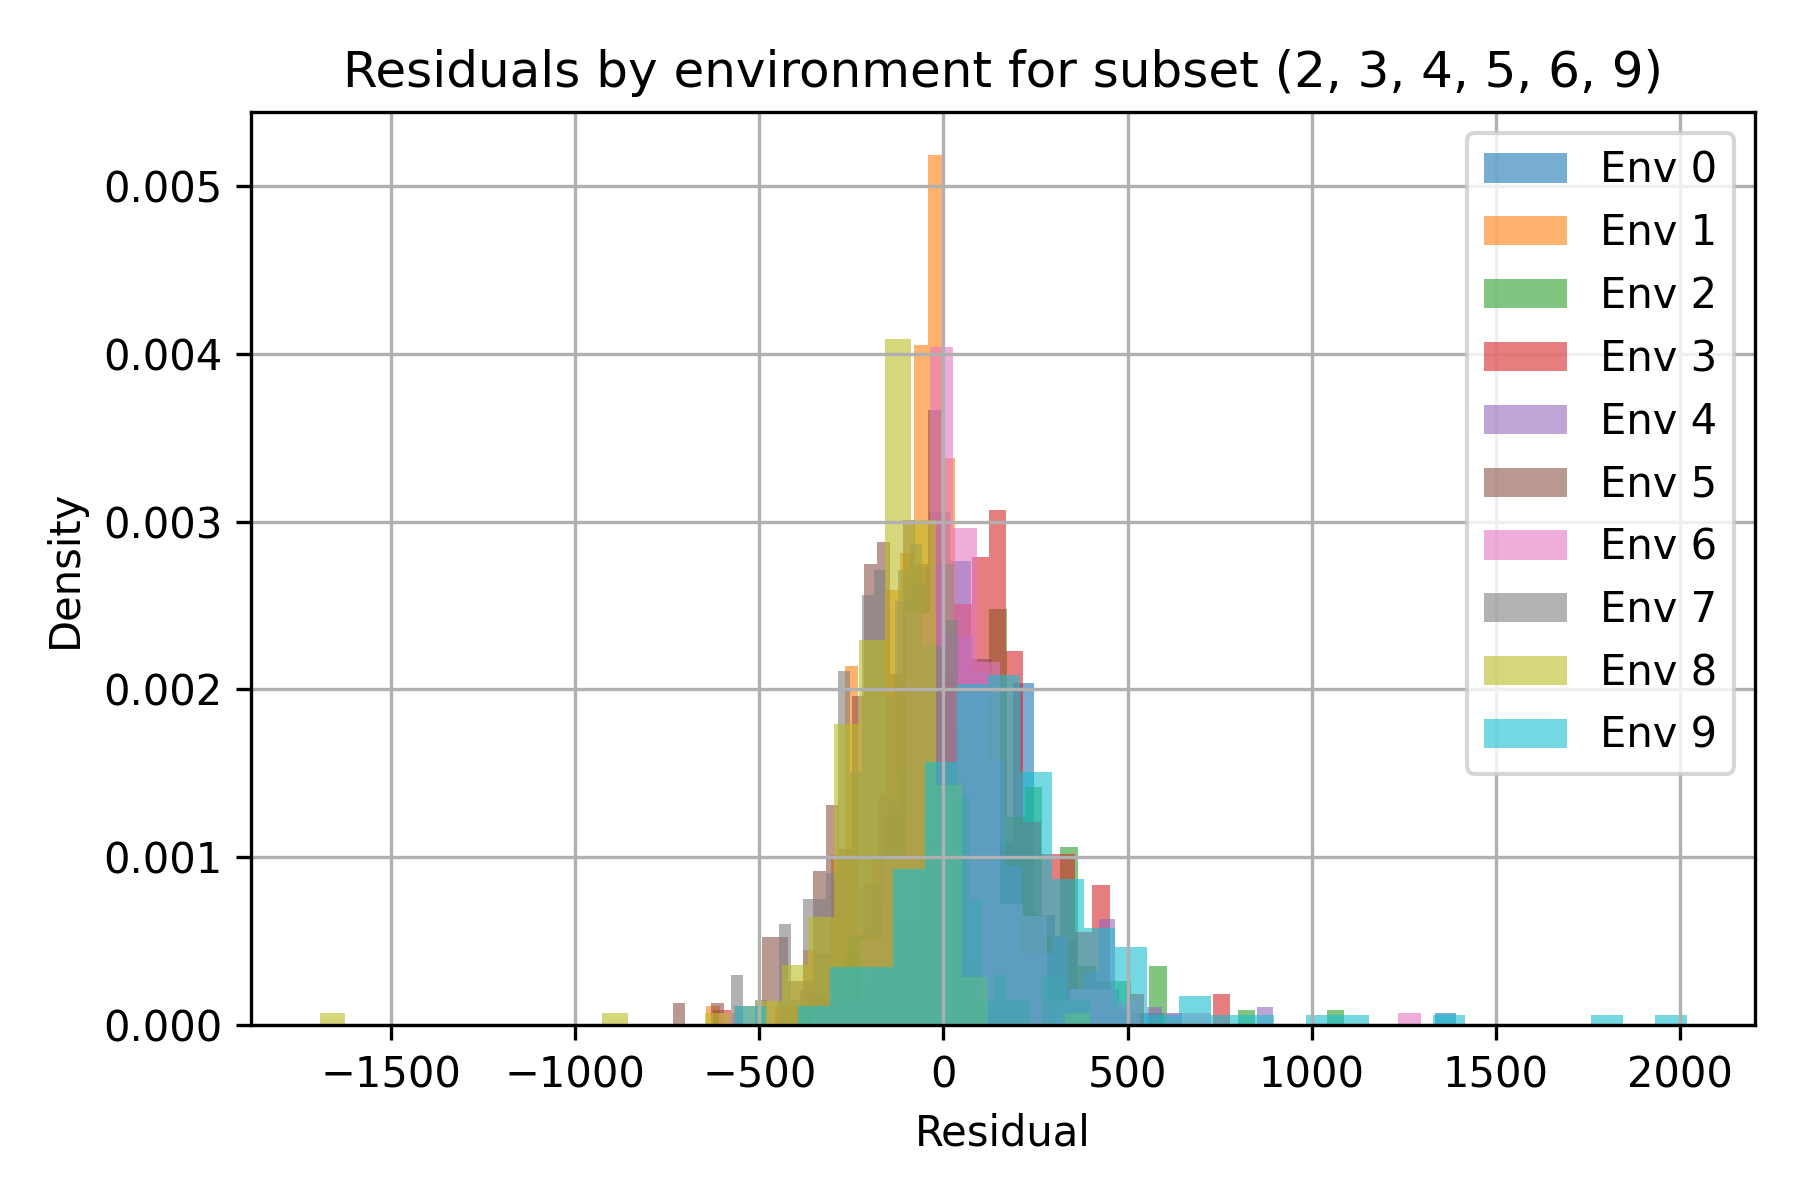 Residuals by environment for subset (2, 3, 4, 5, 6, 9)
Density
0.005
0.004
0.003
0.002
0.001
0.000
−1500 −1000 −500 0 500 1000 1500 2000
Residual
Env 0
Env 1
Env 2
Env 3
Env 4
Env 5
Env 6
Env 7
Env 8
Env 9